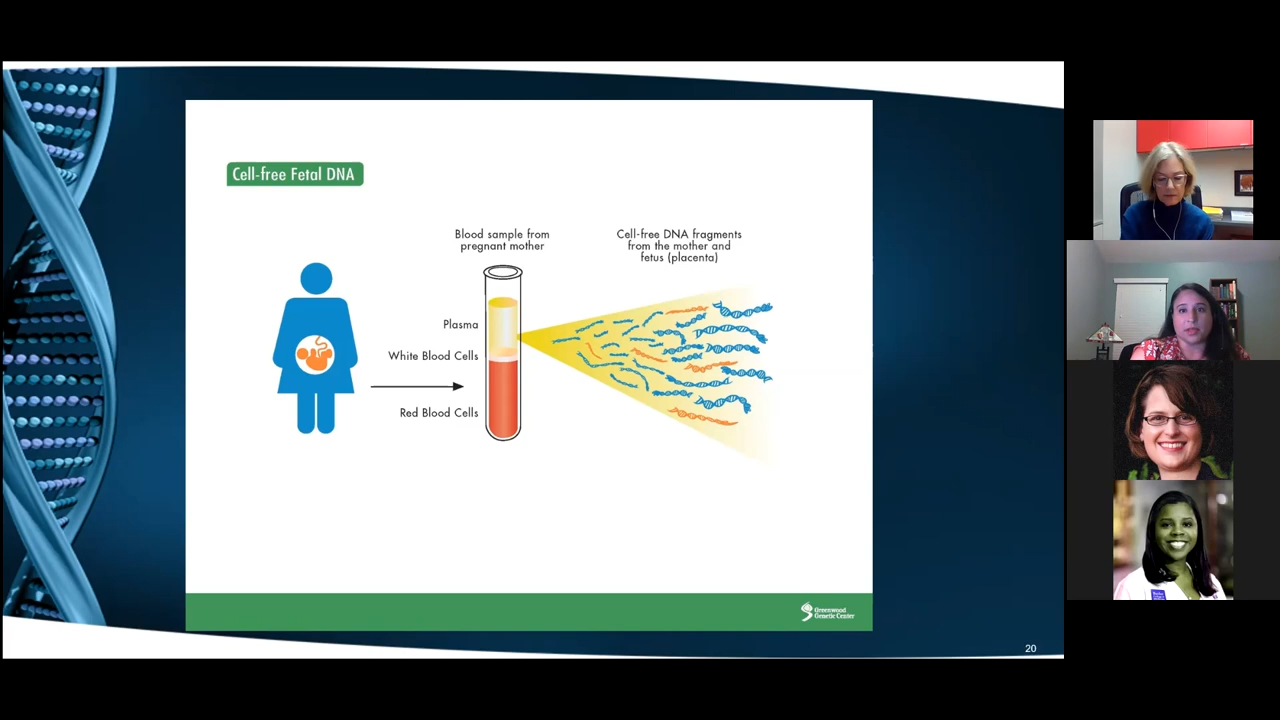 Cell-free Fetal DNA
Blood sample from
pregnant mother
Cell-free DNA fragments
from the mother and
fetus (placenta)
Plasma
White Blood Cells
Red Blood Cells
Greenwood
Genetic Center
20